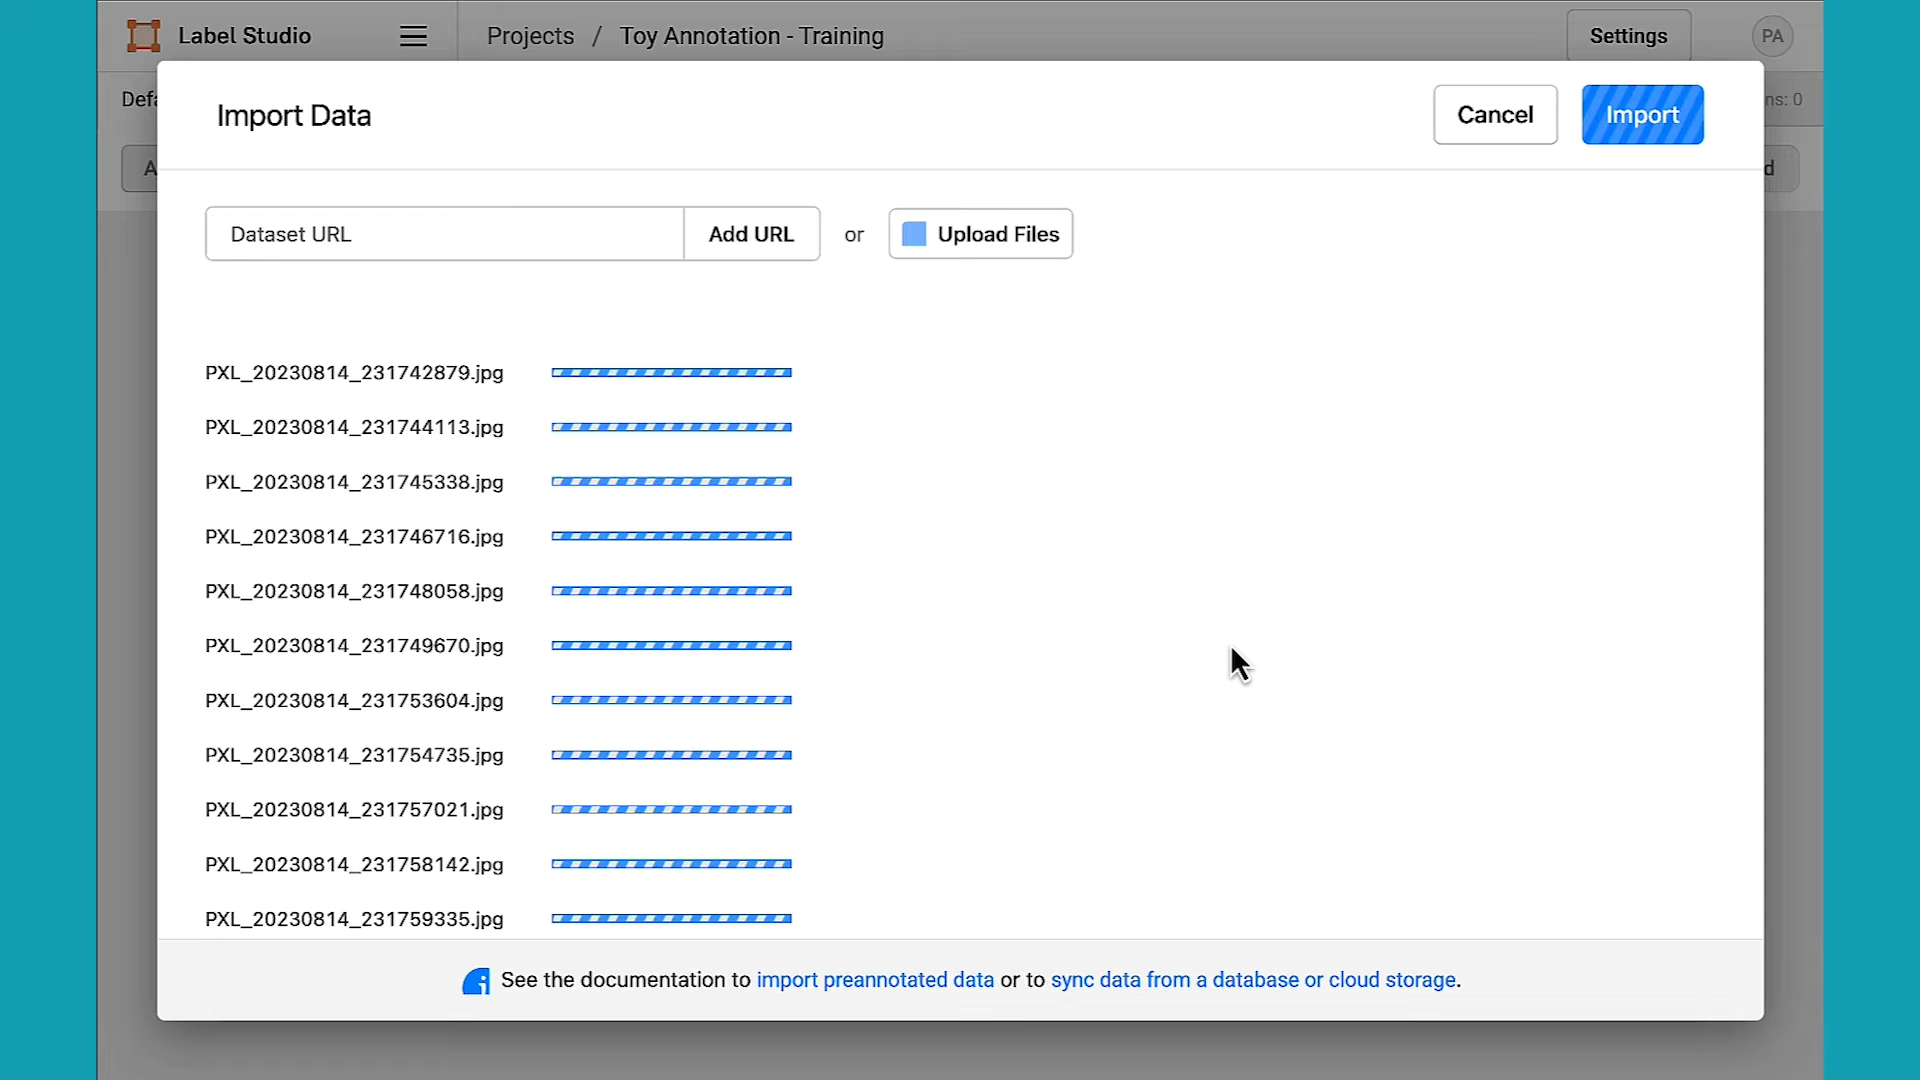 Label Studio
Projects / Toy Annotation - Training
Settings
PA
Defa
ns: 0
Import Data
Cancel
Import
A
d
Dataset URL
Add URL
or
Upload Files
PXL_20230814_231742879.jpg
PXL_20230814_231744113.jpg
PXL_20230814_231745338.jpg
PXL_20230814_231746716.jpg
PXL_20230814_231748058.jpg
PXL_20230814_231749670.jpg
PXL_20230814_231753604.jpg
PXL_20230814_231754735.jpg
PXL_20230814_231757021.jpg
PXL_20230814_231758142.jpg
PXL_20230814_231759335.jpg
See the documentation to import preannotated data or to sync data from a database or cloud storage.